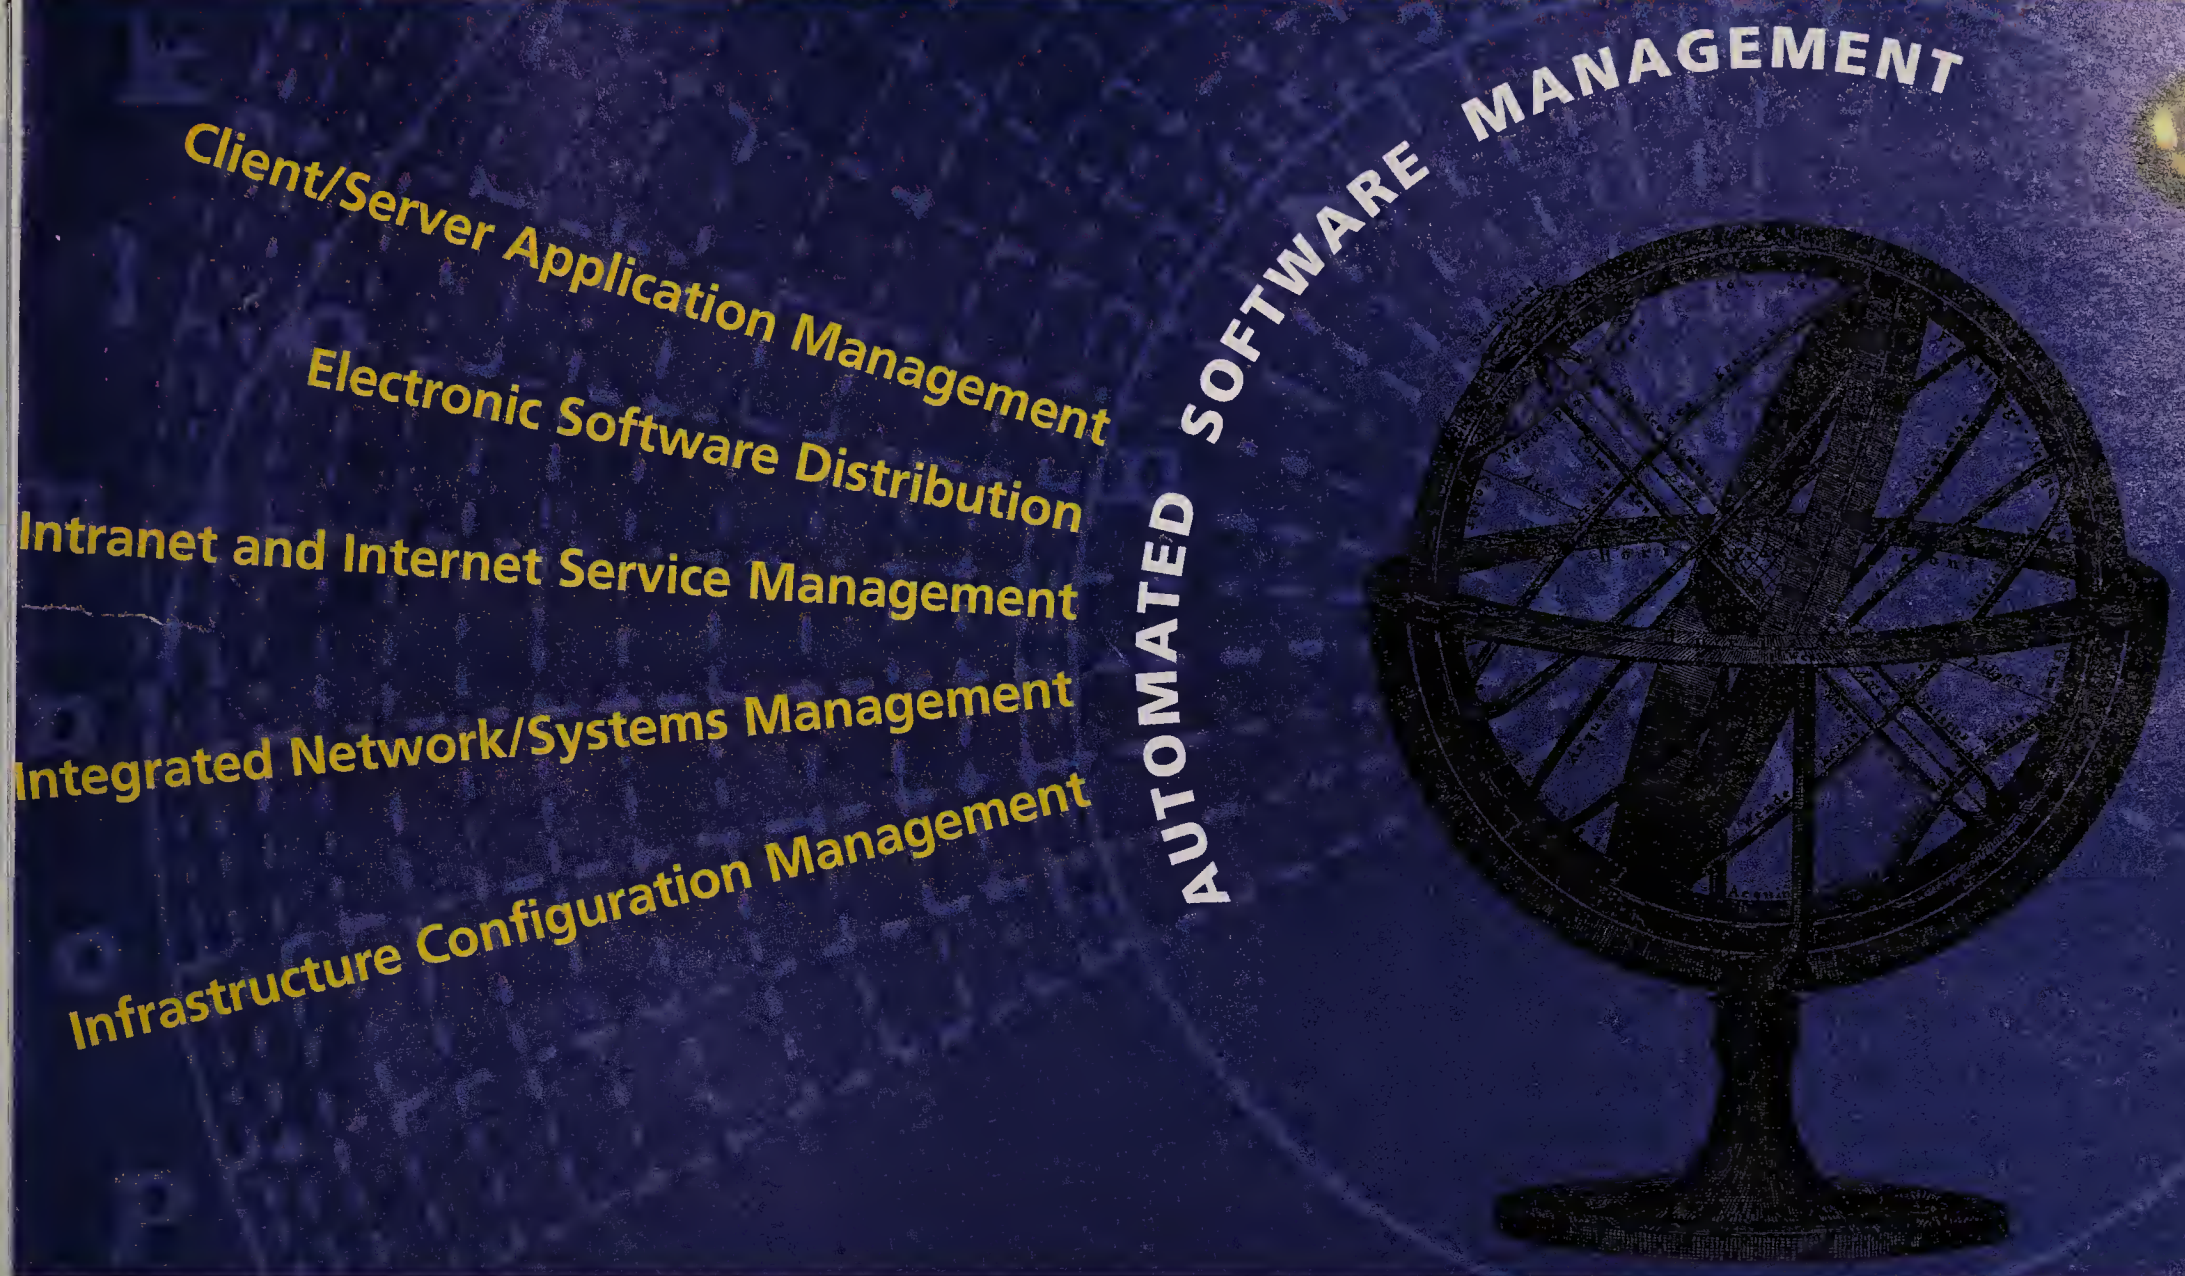 Client/Server Application Management
Electronic Software Distribution
Intranet and Internet Service Management
Integrated Network/Systems Management
Infrastructure Configuration Management
AUTOMATED SOFTWARE MANAGEMENT